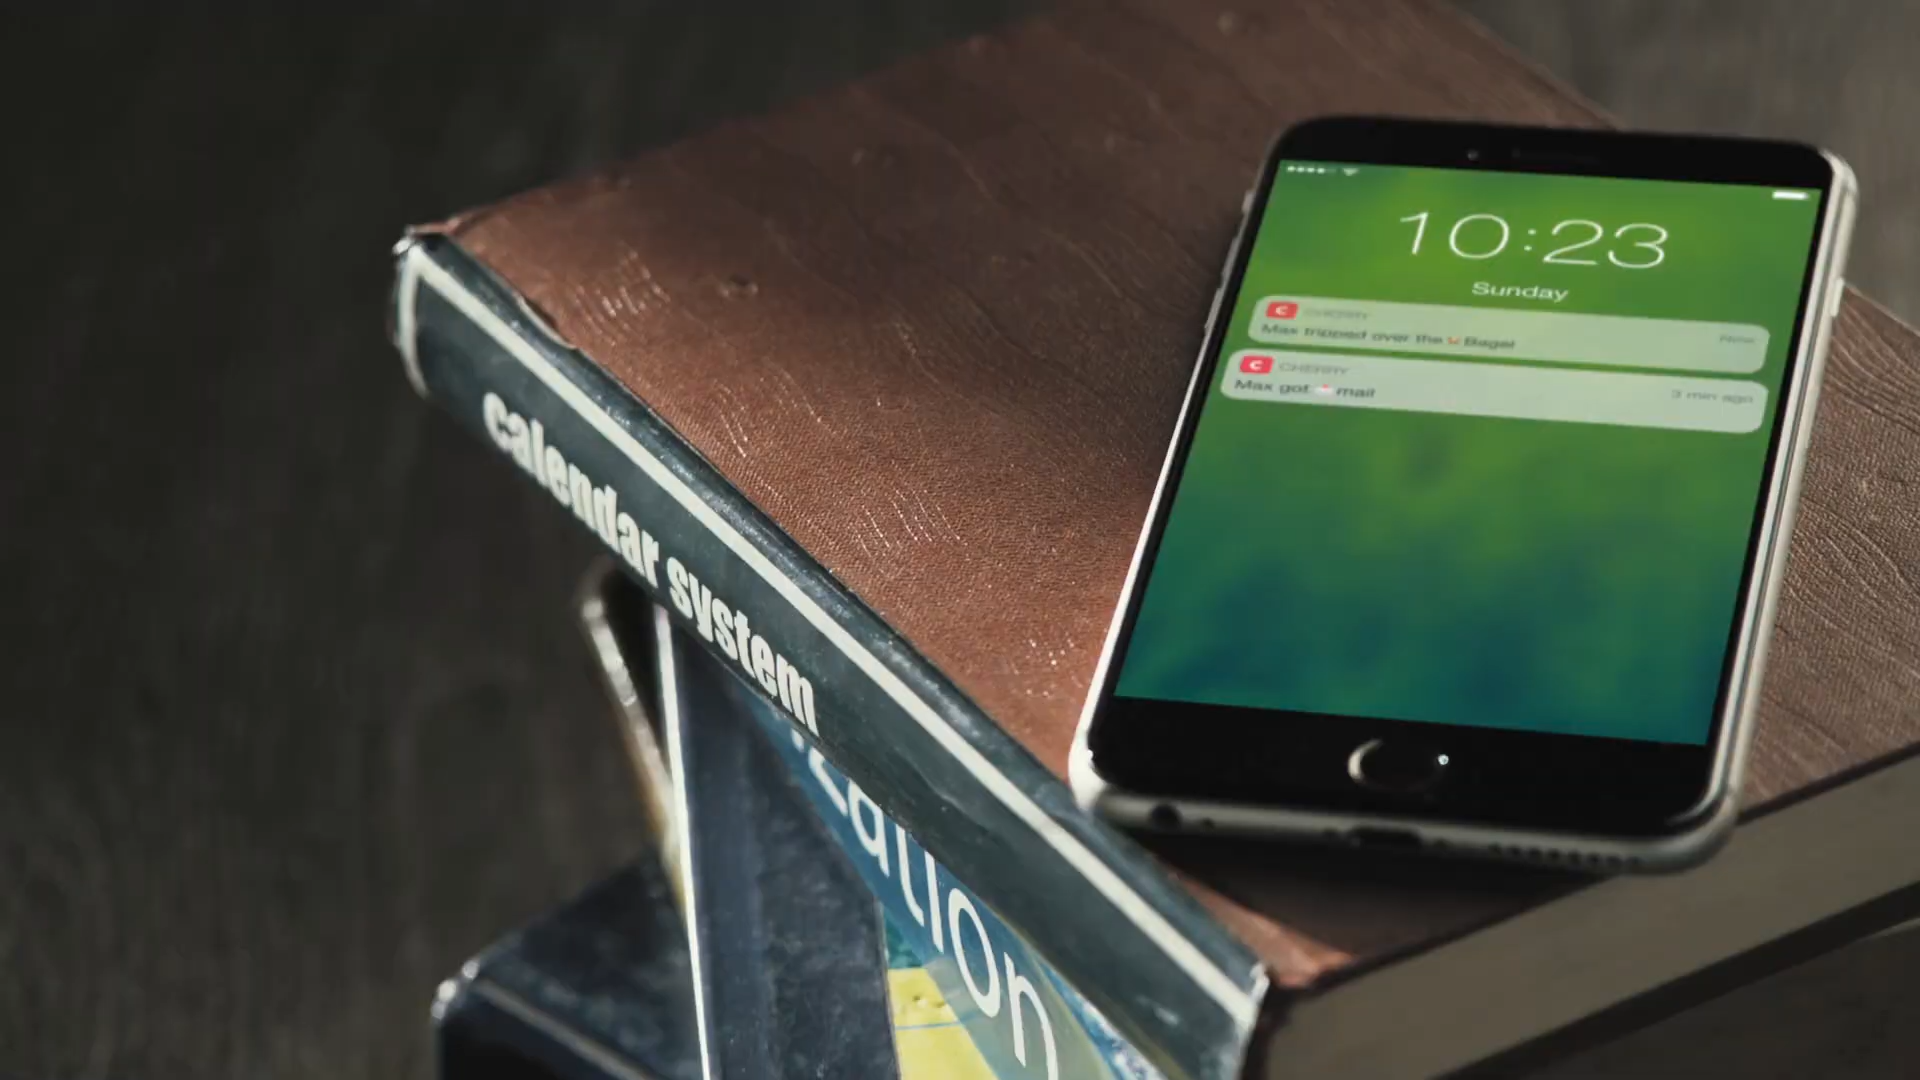 10:23
Sunday
C CHERRY
Max tripped over the Bagel
Now
C CHERRY
Max got mail
3 min ago
Calendar system
zation